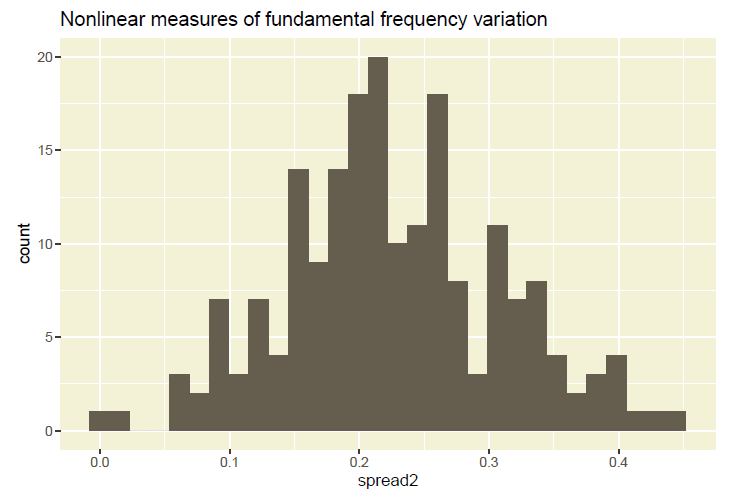 Nonlinear measures of fundamental frequency variation
20
15
10
5
0
count
0.0 0.1 0.2 0.3 0.4
spread2